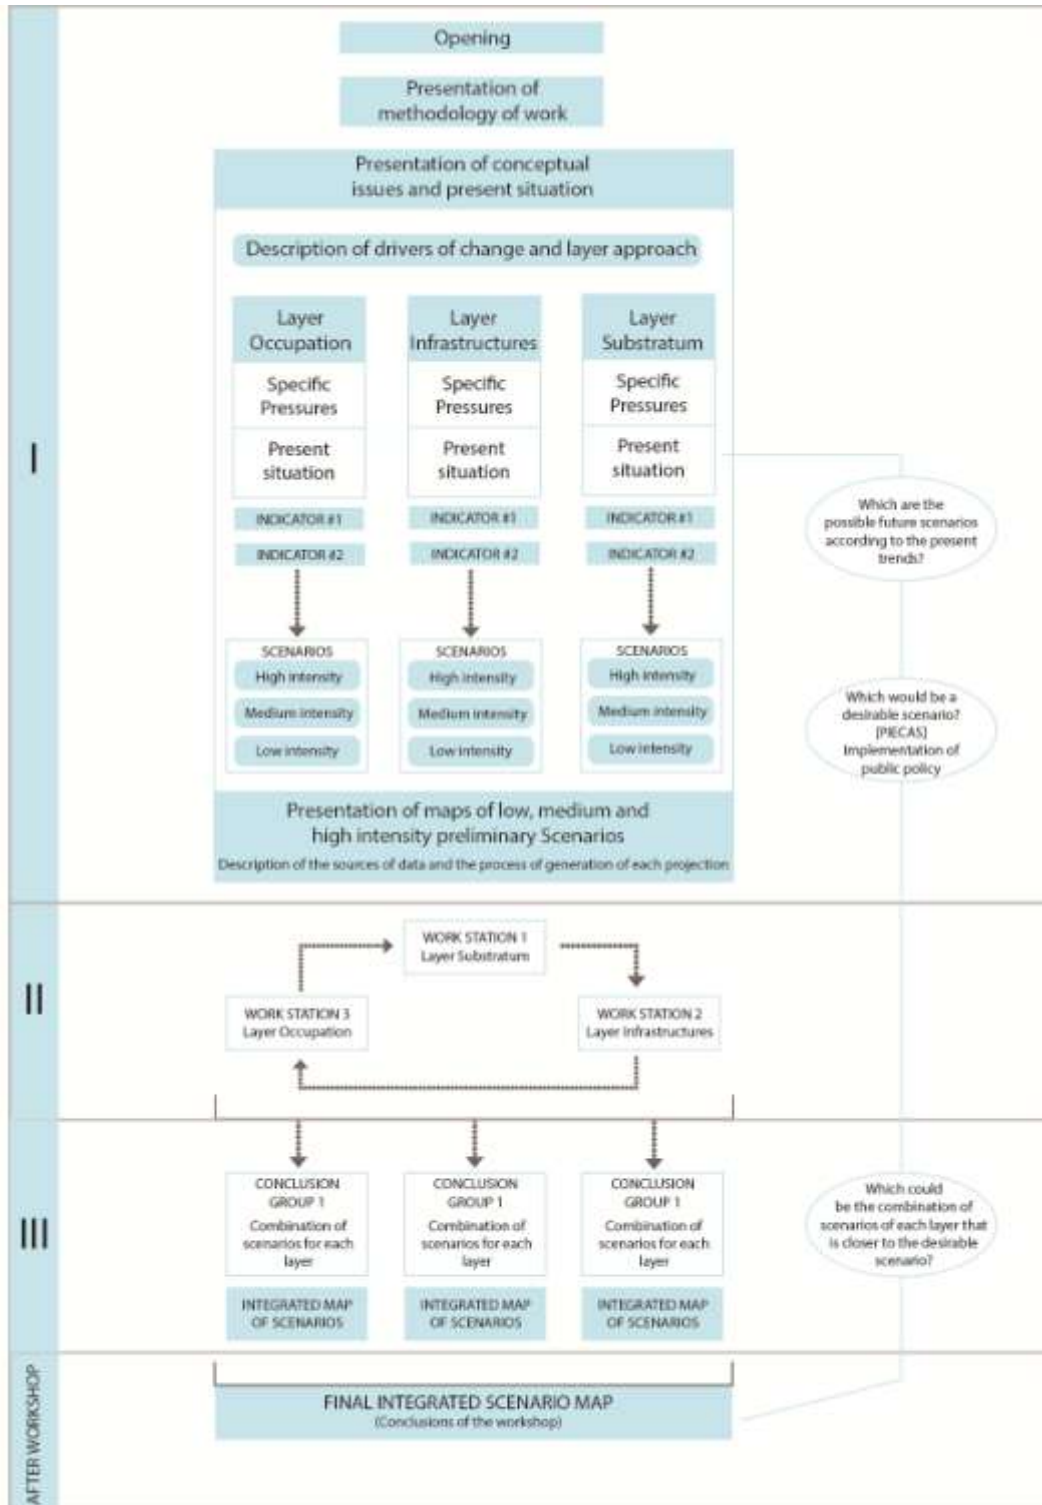 I
Opening
Presentation of
methodology of work
Presentation of conceptual
issues and present situation
Description of drivers of change and layer approach
Layer
Occupation
Specific
Pressures
Present
situation
INDICATOR #1
INDICATOR #2
SCENARIOS
High intensity
Medium intensity
Low intensity
Layer
Infrastructures
Specific
Pressures
Present
situation
INDICATOR #1
INDICATOR #2
SCENARIOS
High intensity
Medium intensity
Low intensity
Layer
Substratum
Specific
Pressures
Present
situation
INDICATOR #1
INDICATOR #2
SCENARIOS
High intensity
Medium intensity
Low intensity
Presentation of maps of low, medium and
high intensity preliminary Scenarios
Description of the sources of data and the process of generation of each projection
Which are the
possible future scenarios
according to the present
trends?
Which would be a
desirable scenario?
[PIECAS]
Implementation of
public policy
II
WORK STATION 1
Layer Substratum
WORK STATION 2
Layer Infrastructures
WORK STATION 3
Layer Occupation
III
CONCLUSION
GROUP 1
Combination of
scenarios for each
layer
INTEGRATED MAP
OF SCENARIOS
CONCLUSION
GROUP 1
Combination of
scenarios for each
layer
INTEGRATED MAP
OF SCENARIOS
CONCLUSION
GROUP 1
Combination of
scenarios for each
layer
INTEGRATED MAP
OF SCENARIOS
Which could
be the combination of
scenarios of each layer that
is closer to the desirable
scenario?
AFTER WORKSHOP
FINAL INTEGRATED SCENARIO MAP
(Conclusions of the workshop)